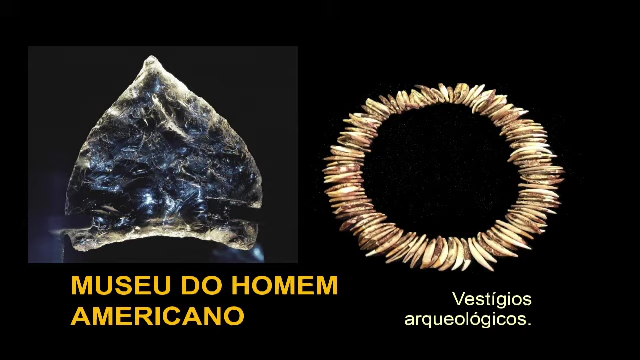 MUSEU DO HOMEM
AMERICANO
Vestígios
arqueológicos.